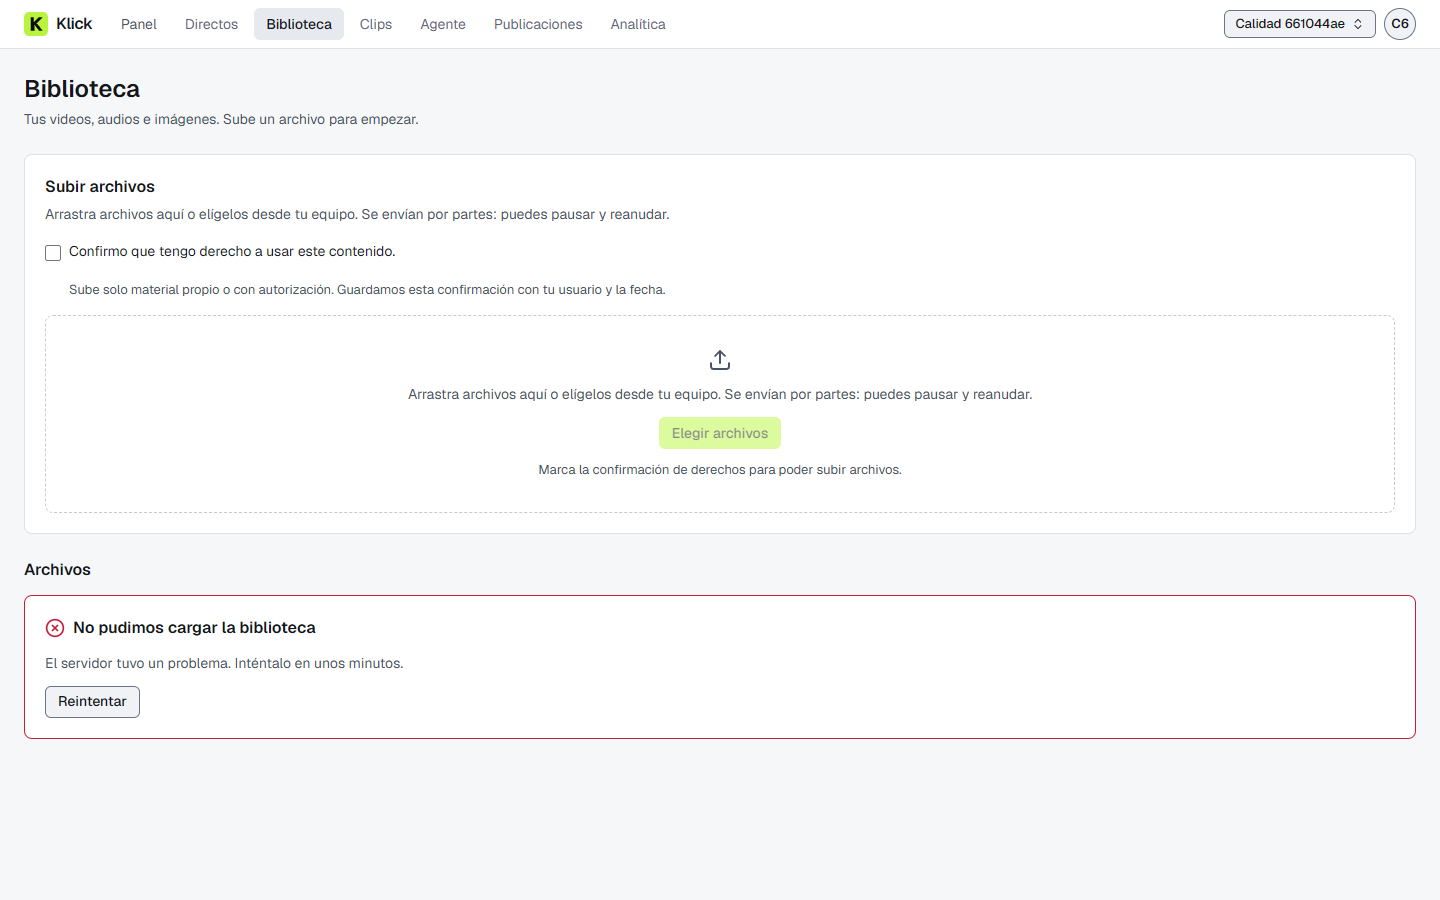 K Klick Panel Directos Biblioteca Clips Agente Publicaciones Analítica Calidad 661044ae C6
Biblioteca
Tus videos, audios e imágenes. Sube un archivo para empezar.
Subir archivos
Arrastra archivos aquí o elígelos desde tu equipo. Se envían por partes: puedes pausar y reanudar.
Confirmo que tengo derecho a usar este contenido.
Sube solo material propio o con autorización. Guardamos esta confirmación con tu usuario y la fecha.
Arrastra archivos aquí o elígelos desde tu equipo. Se envían por partes: puedes pausar y reanudar.
Elegir archivos
Marca la confirmación de derechos para poder subir archivos.
Archivos
No pudimos cargar la biblioteca
El servidor tuvo un problema. Inténtalo en unos minutos.
Reintentar